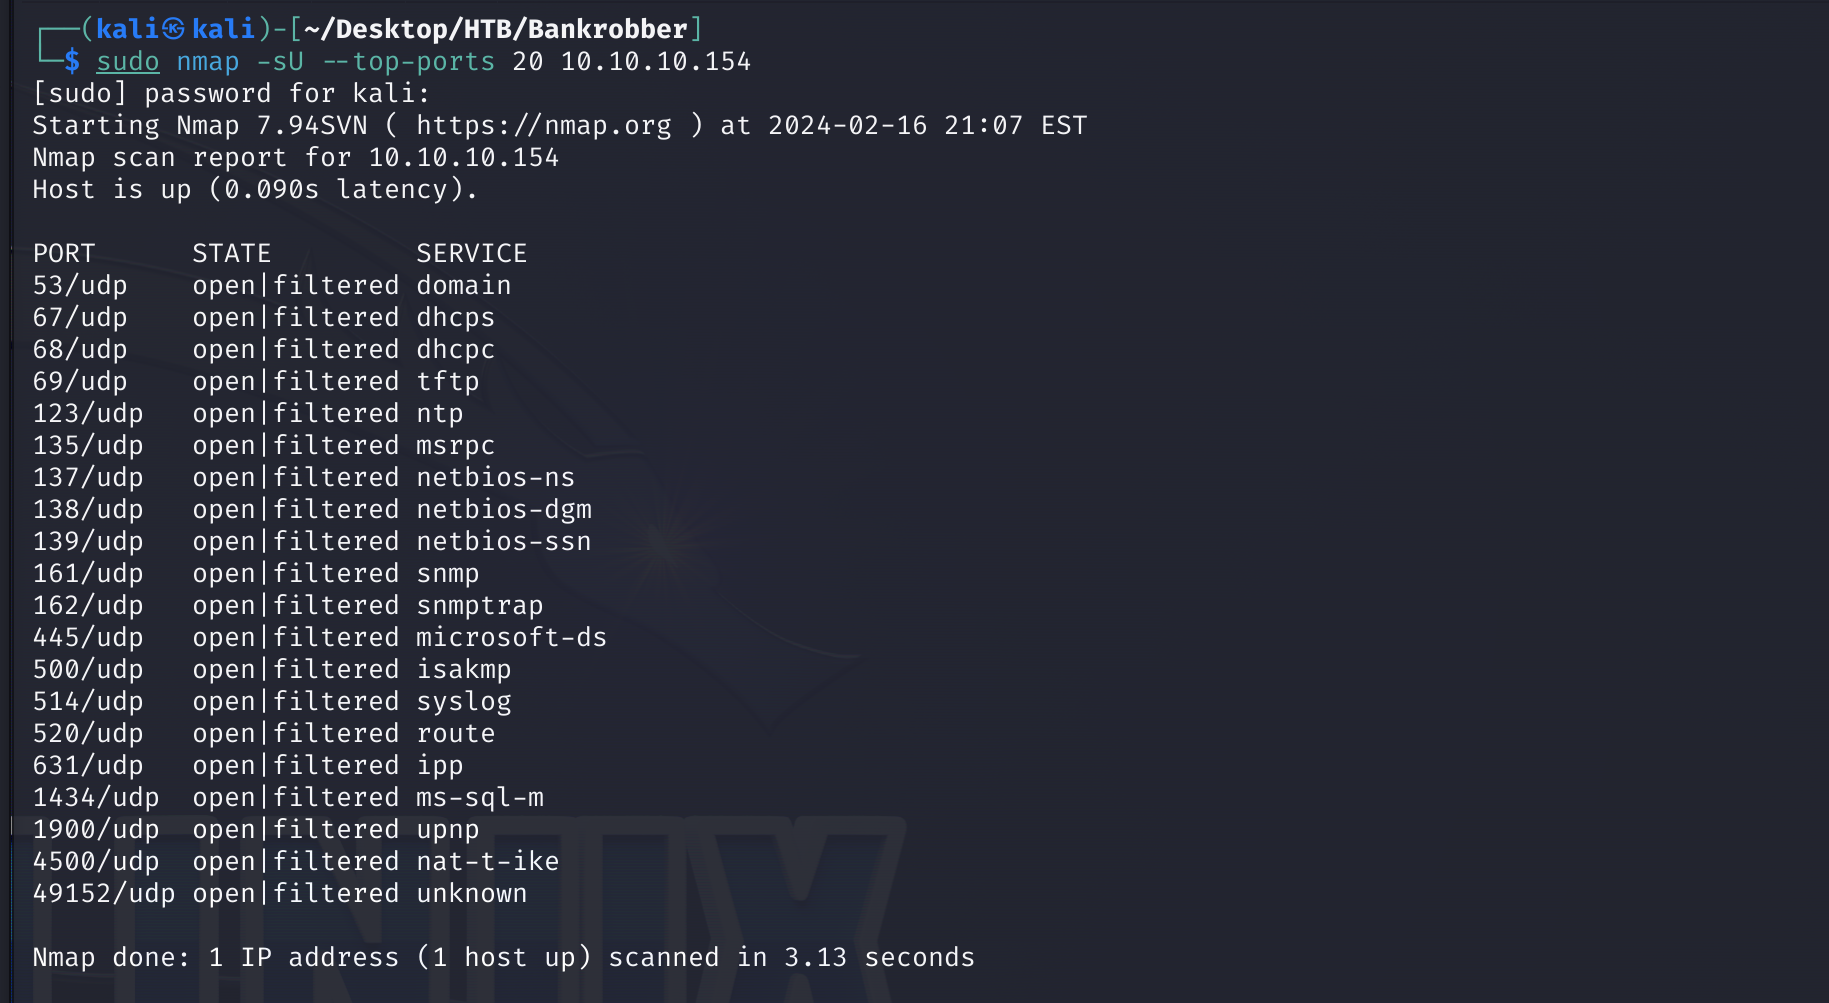 ┌──(kali㉿kali)-[~/Desktop/HTB/Bankrobber]
└─$ sudo nmap -sU --top-ports 20 10.10.10.154
[sudo] password for kali:
Starting Nmap 7.94SVN ( https://nmap.org ) at 2024-02-16 21:07 EST
Nmap scan report for 10.10.10.154
Host is up (0.090s latency).

PORT      STATE         SERVICE
53/udp    open|filtered domain
67/udp    open|filtered dhcps
68/udp    open|filtered dhcpc
69/udp    open|filtered tftp
123/udp   open|filtered ntp
135/udp   open|filtered msrpc
137/udp   open|filtered netbios-ns
138/udp   open|filtered netbios-dgm
139/udp   open|filtered netbios-ssn
161/udp   open|filtered snmp
162/udp   open|filtered snmptrap
445/udp   open|filtered microsoft-ds
500/udp   open|filtered isakmp
514/udp   open|filtered syslog
520/udp   open|filtered route
631/udp   open|filtered ipp
1434/udp  open|filtered ms-sql-m
1900/udp  open|filtered upnp
4500/udp  open|filtered nat-t-ike
49152/udp open|filtered unknown

Nmap done: 1 IP address (1 host up) scanned in 3.13 seconds